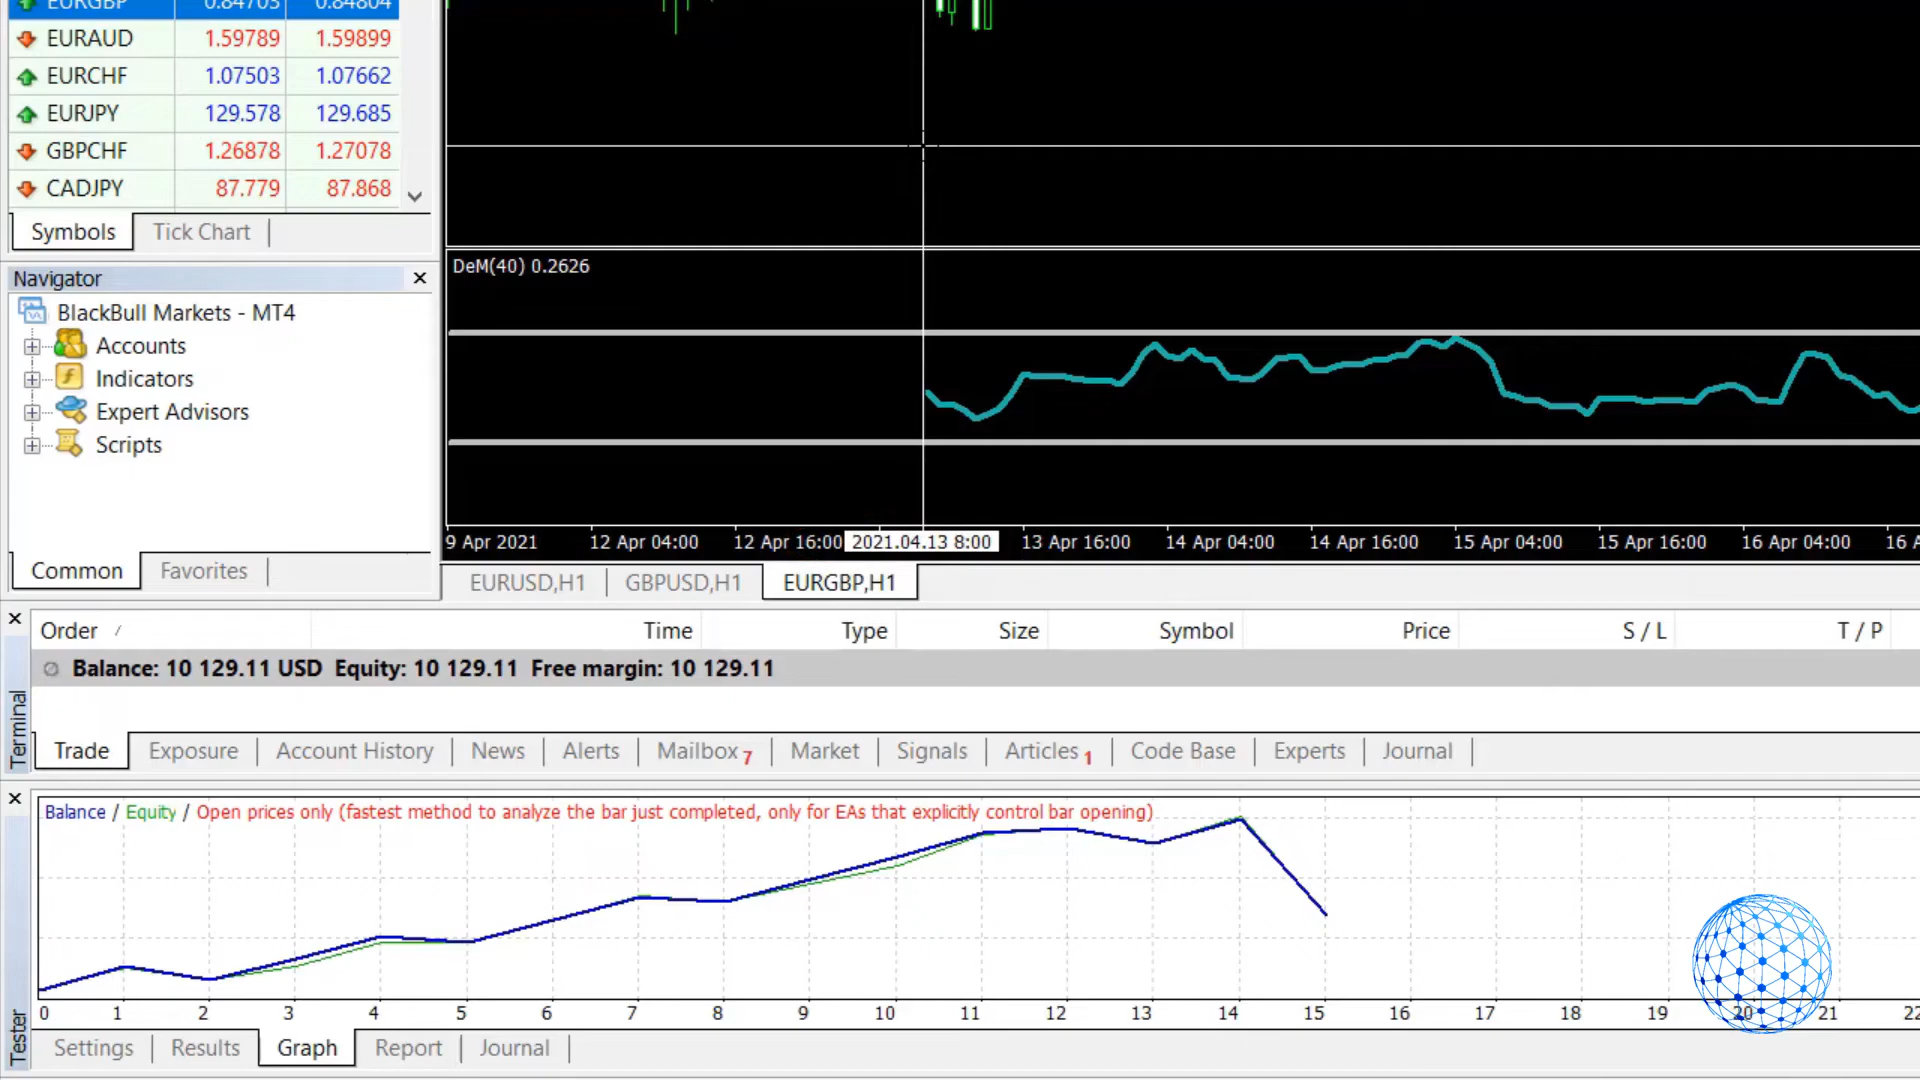 EURGBP 0.84703 0.84804
EURAUD 1.59789 1.59899
EURCHF 1.07503 1.07662
EURJPY 129.578 129.685
GBPCHF 1.26878 1.27078
CADJPY 87.779 87.868
Symbols Tick Chart
Navigator
BlackBull Markets - MT4
Accounts
Indicators
Expert Advisors
Scripts
Common Favorites
DeM(40) 0.2626
9 Apr 2021 12 Apr 04:00 12 Apr 16:00 2021.04.13 8:00 13 Apr 16:00 14 Apr 04:00 14 Apr 16:00 15 Apr 04:00 15 Apr 16:00 16 Apr 04:00 16 A
EURUSD,H1 GBPUSD,H1 EURGBP,H1
Terminal
Order / Time Type Size Symbol Price S / L T / P
Balance: 10 129.11 USD Equity: 10 129.11 Free margin: 10 129.11
Trade Exposure Account History News Alerts Mailbox 7 Market Signals Articles 1 Code Base Experts Journal
Tester
Balance / Equity / Open prices only (fastest method to analyze the bar just completed, only for EAs that explicitly control bar opening)
0 1 2 3 4 5 6 7 8 9 10 11 12 13 14 15 16 17 18 19 20 21 22
Settings Results Graph Report Journal